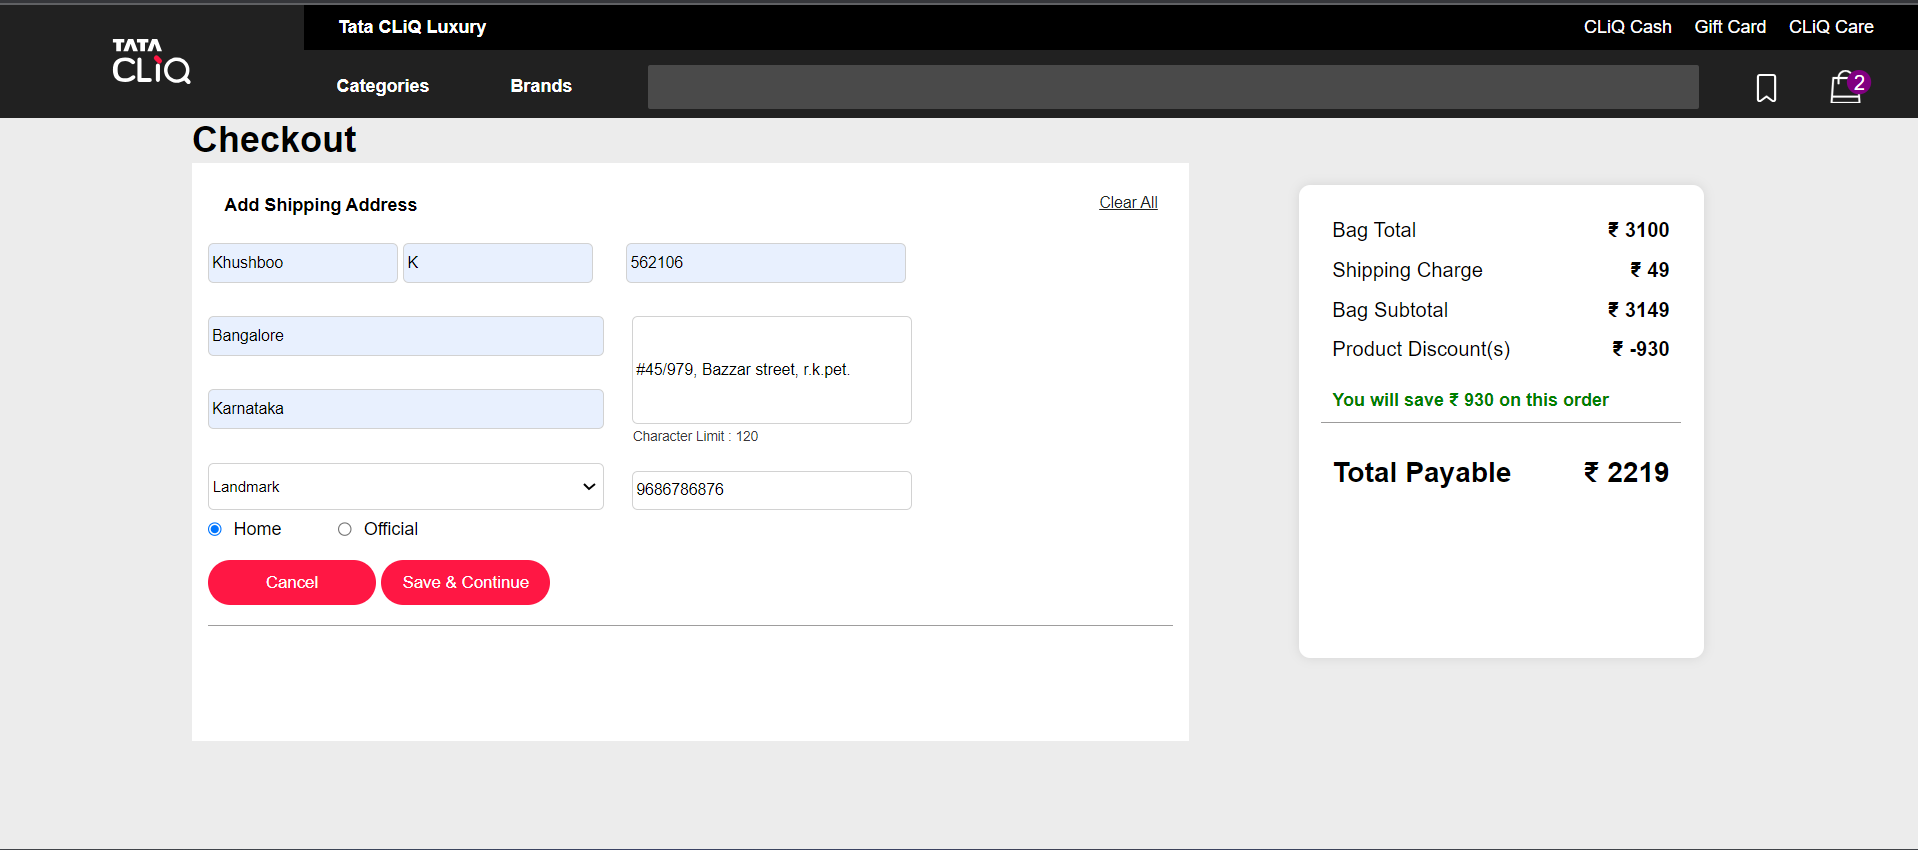 Tata CLiQ Luxury
CLiQ Cash Gift Card CLiQ Care
TATA
CLiQ
Categories Brands
2
Checkout
Add Shipping Address
Clear All
Khushboo K 562106
Bangalore
#45/979, Bazzar street, r.k.pet.
Karnataka
Character Limit : 120
Landmark
9686786876
Home Official
Cancel Save & Continue
Bag Total ₹ 3100
Shipping Charge ₹ 49
Bag Subtotal ₹ 3149
Product Discount(s) ₹ -930
You will save ₹ 930 on this order
Total Payable ₹ 2219